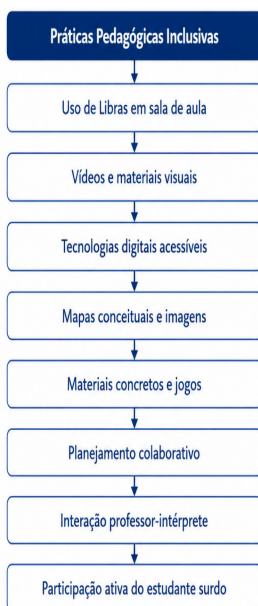 Práticas Pedagógicas Inclusivas
Uso de Libras em sala de aula
Vídeos e materiais visuais
Tecnologias digitais acessíveis
Mapas conceituais e imagens
Materiais concretos e jogos
Planejamento colaborativo
Interação professor-intérprete
Participação ativa do estudante surdo